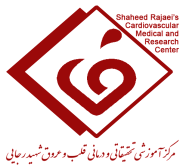 Shaheed Rajaei's
Cardiovascular
Medical and
Research
Center
مرکز آموزشی تحقیقاتی و درمانی قلب و عروق شهید رجایی